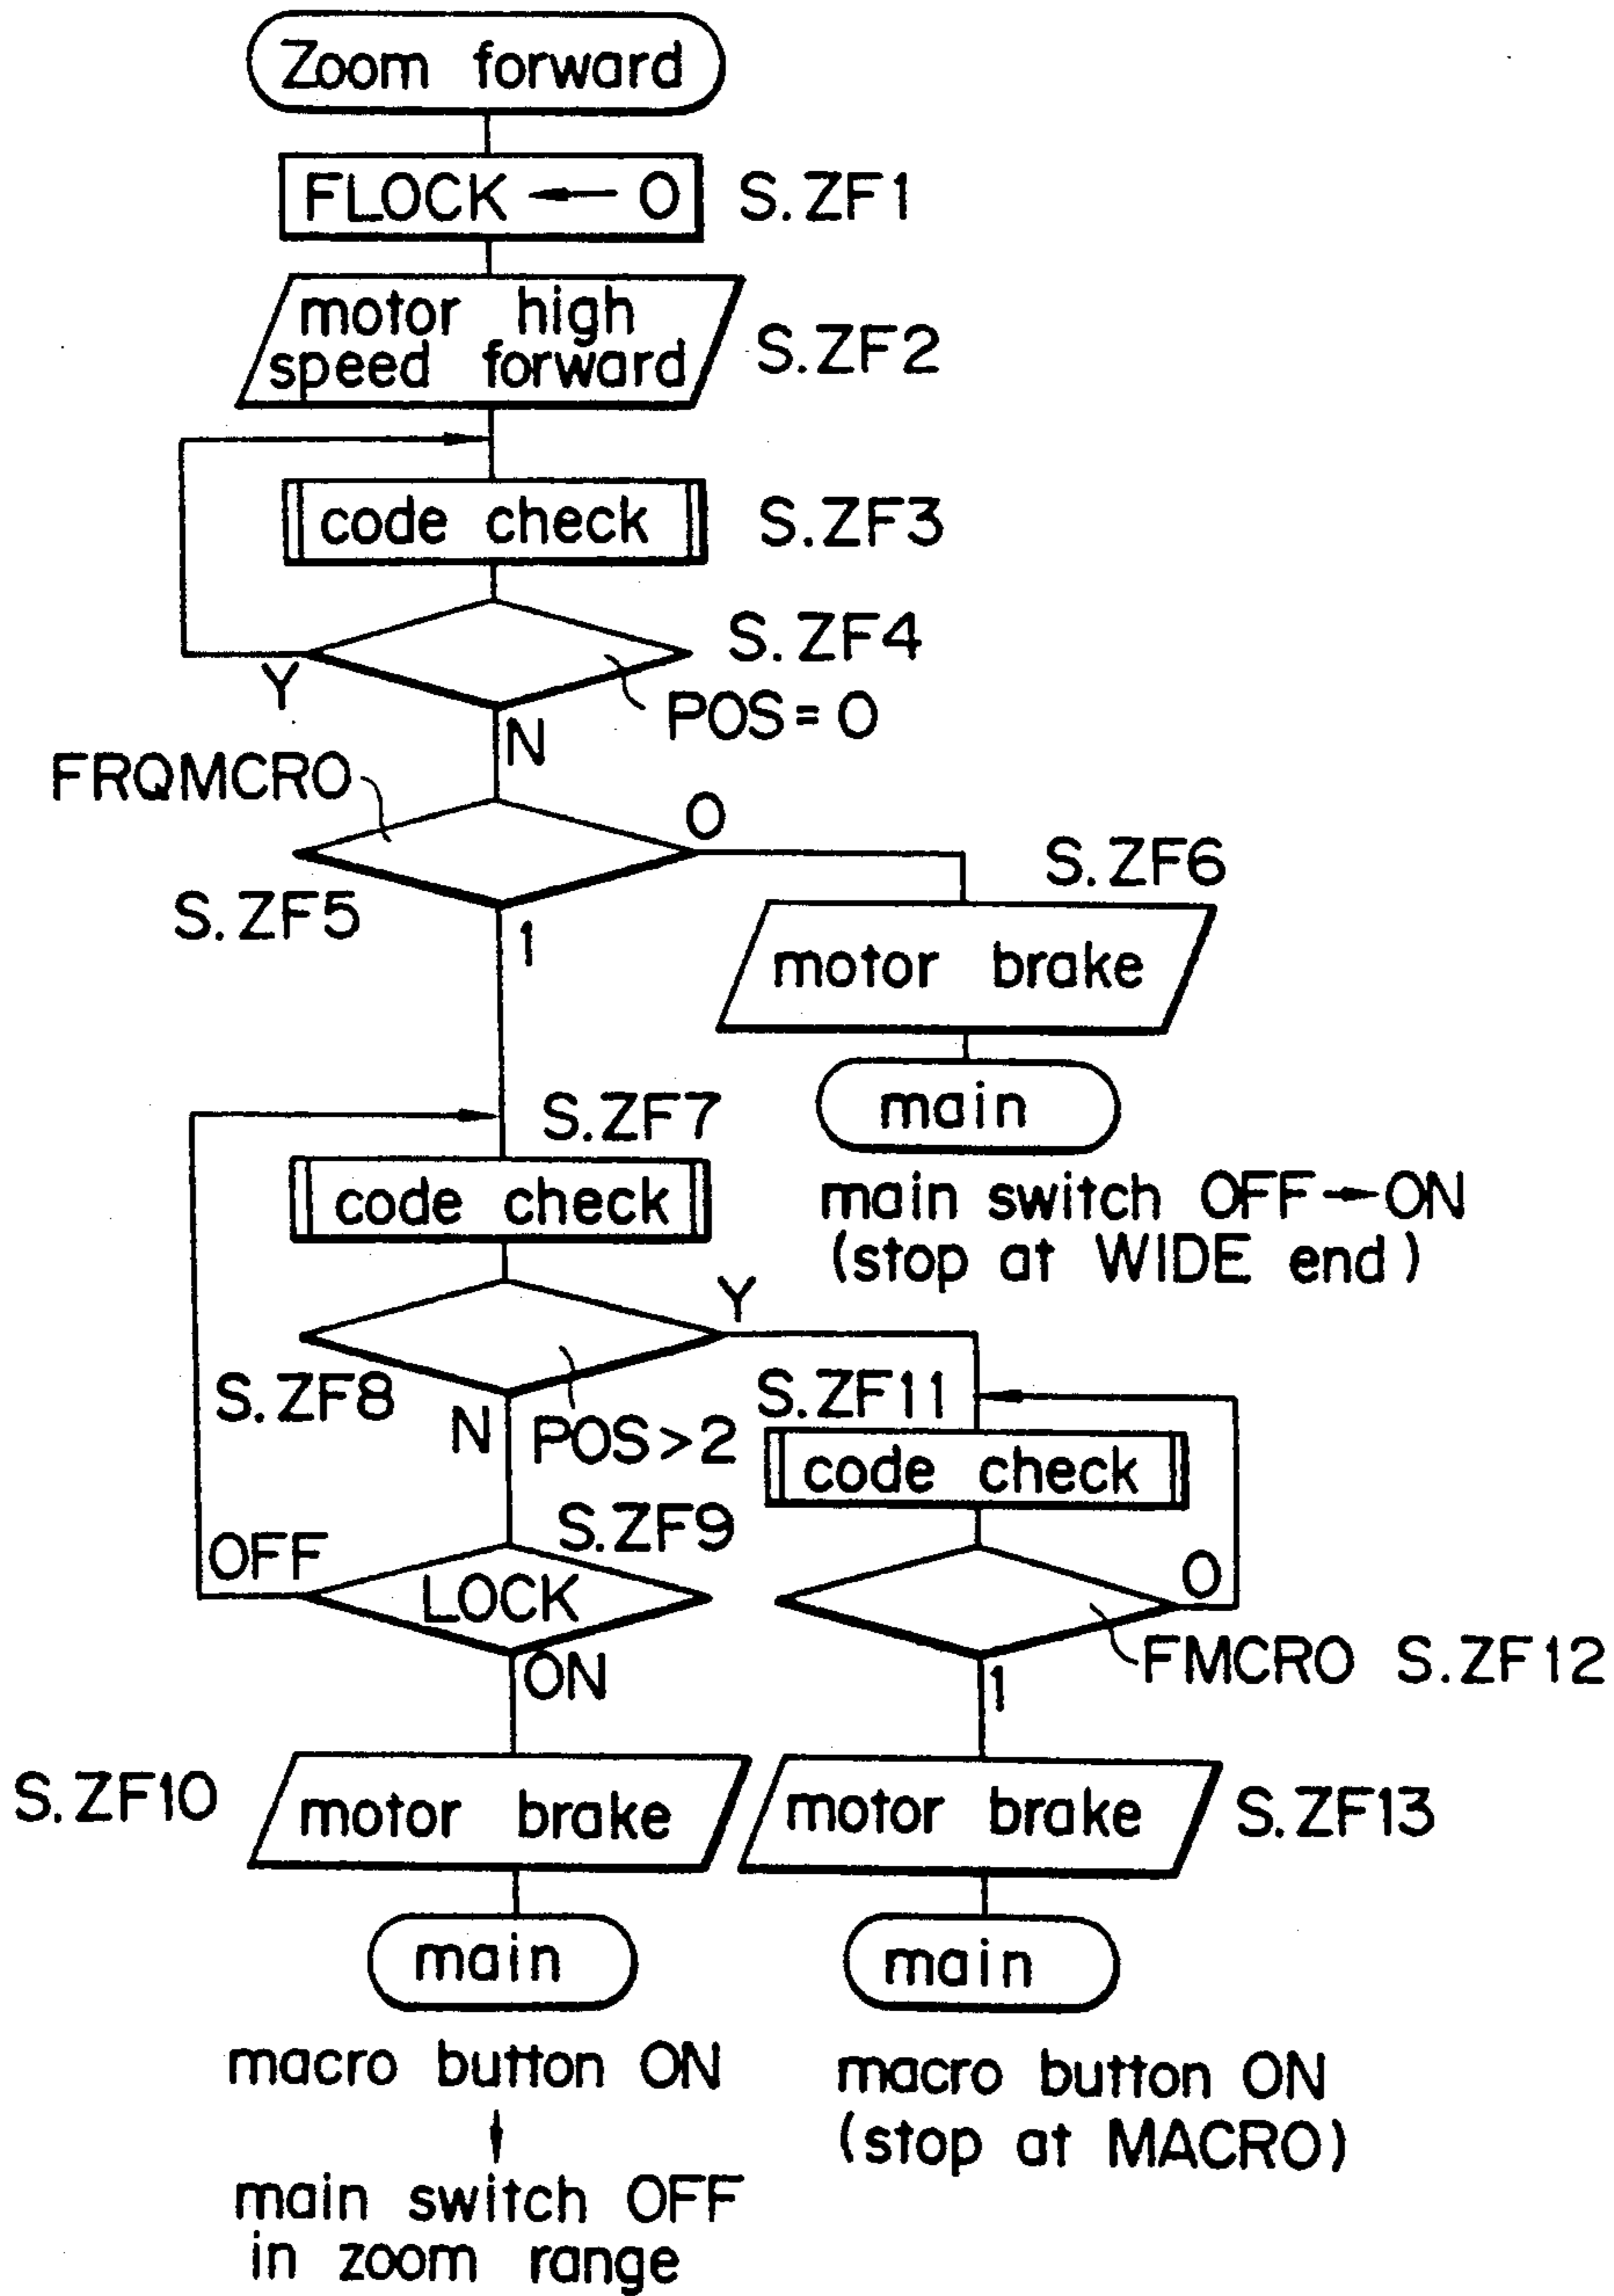 Zoom forward
FLOCK ← 0
S.ZF1
motor high
speed forward
S.ZF2
code check
S.ZF3
S.ZF4
Y
POS=0
N
FRQMCRO
0
S.ZF5
1
S.ZF6
motor brake
main
main switch OFF→ON
(stop at WIDE end)
S.ZF7
code check
Y
S.ZF8
N
POS>2
S.ZF11
code check
S.ZF9
OFF
LOCK
ON
0
FMCRO S.ZF12
1
S.ZF10
motor brake
motor brake
S.ZF13
main
main
macro button ON
↓
main switch OFF
in zoom range
macro button ON
(stop at MACRO)